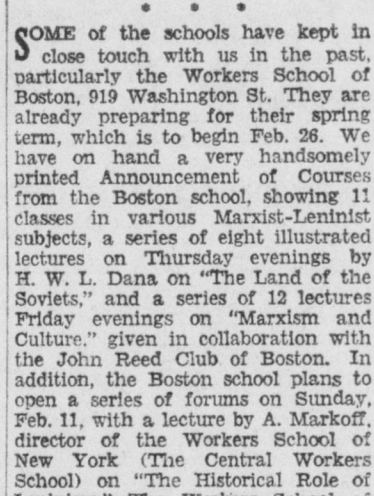 * * *
SOME of the schools have kept in
close touch with us in the past,
particularly the Workers School of
Boston, 919 Washington St. They are
already preparing for their spring
term, which is to begin Feb. 26. We
have on hand a very handsomely
printed Announcement of Courses
from the Boston school, showing 11
classes in various Marxist-Leninist
subjects, a series of eight illustrated
lectures on Thursday evenings by
H. W. L. Dana on "The Land of the
Soviets," and a series of 12 lectures
Friday evenings on "Marxism and
Culture." given in collaboration with
the John Reed Club of Boston. In
addition, the Boston school plans to
open a series of forums on Sunday,
Feb. 11, with a lecture by A. Markoff,
director of the Workers School of
New York (The Central Workers
School) on "The Historical Role of